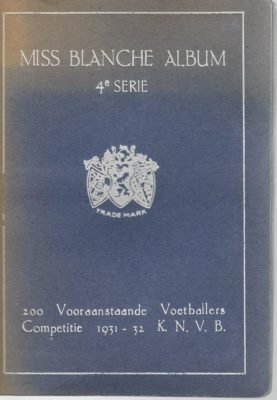 MISS BLANCHE ALBUM
4e SERIE
TRADE MARK
200 Vooraanstaande Voetballers
Competitie 1931-32 K. N. V. B.